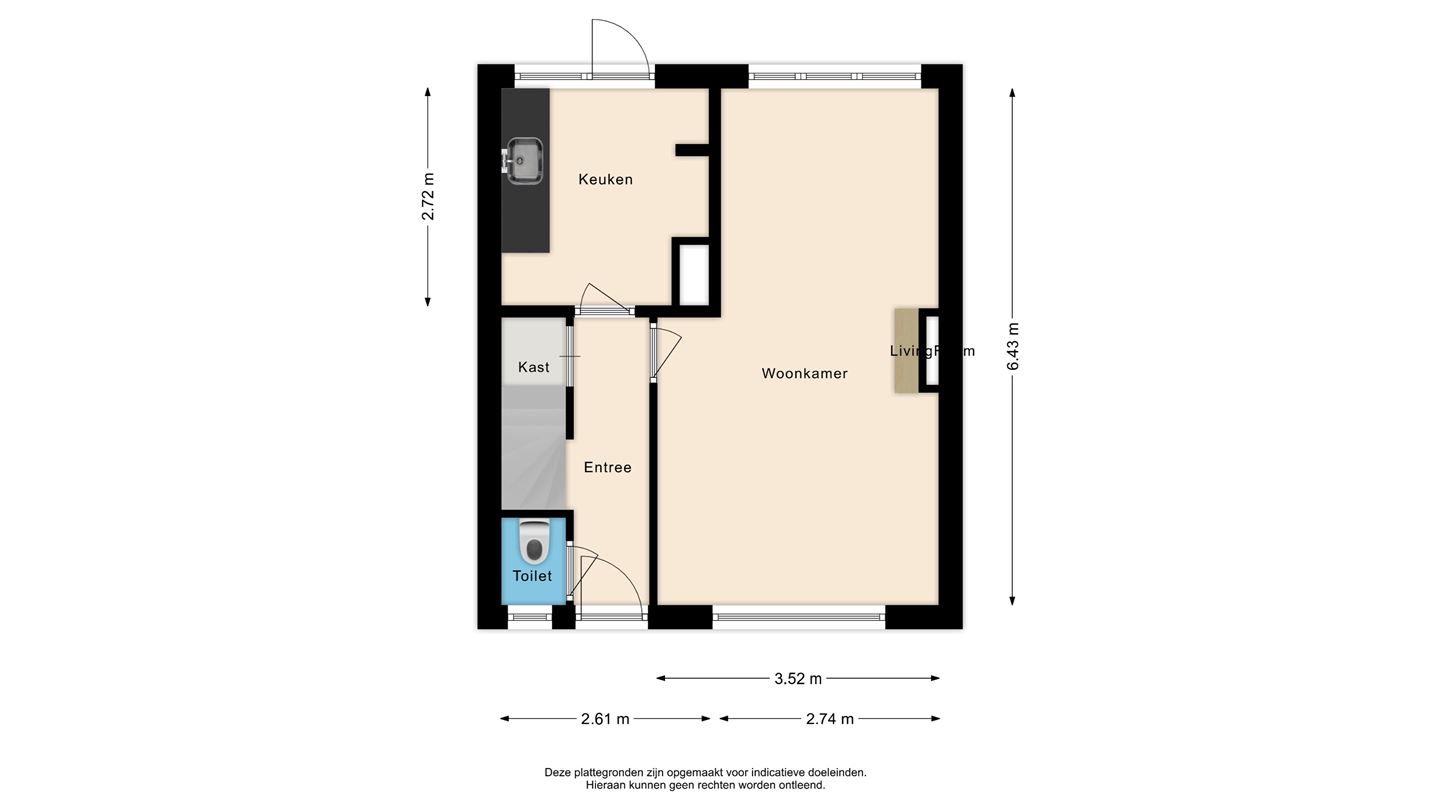 Keuken
2.72 m
6.43 m
LivingRoom
Kast
Woonkamer
Entree
Toilet
3.52 m
2.61 m
2.74 m
Deze plattegronden zijn opgemaakt voor indicatieve doeleinden.
Hieraan kunnen geen rechten worden ontleend.